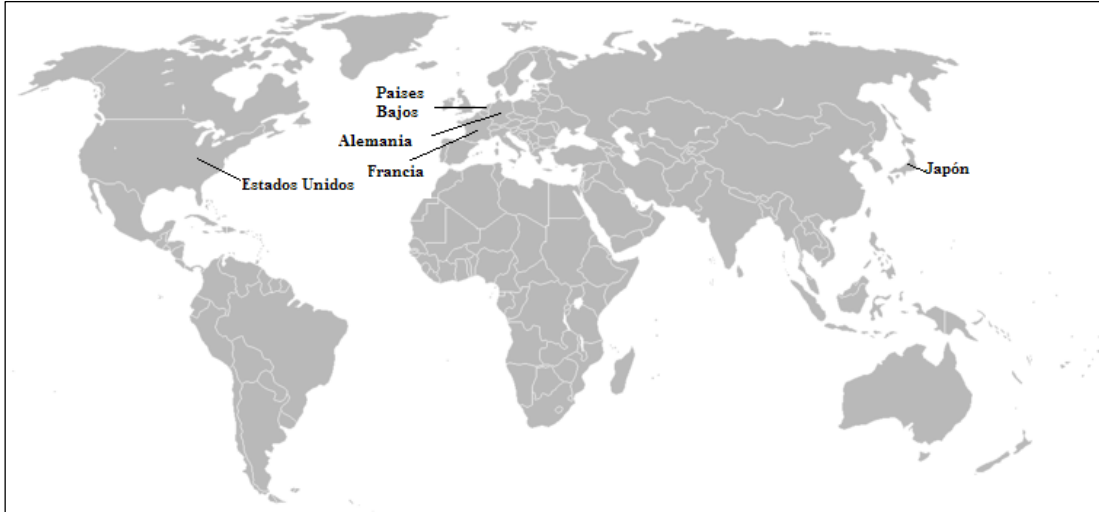 Paises
Bajos
Alemania
Francia
Estados Unidos
Japón